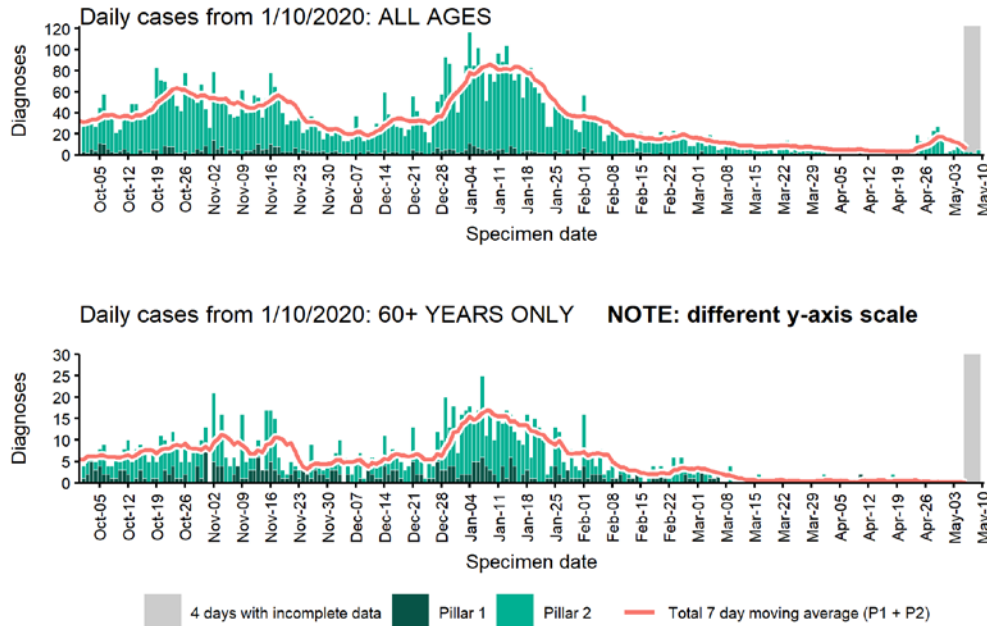 Daily cases from 1/10/2020: ALL AGES
Diagnoses
120
100
80
60
40
20
0
Oct-05 Oct-12 Oct-19 Oct-26 Nov-02 Nov-09 Nov-16 Nov-23 Nov-30 Dec-07 Dec-14 Dec-21 Dec-28 Jan-04 Jan-11 Jan-18 Jan-25 Feb-01 Feb-08 Feb-15 Feb-22 Mar-01 Mar-08 Mar-15 Mar-22 Mar-29 Apr-05 Apr-12 Apr-19 Apr-26 May-03 May-10
Specimen date
Daily cases from 1/10/2020: 60+ YEARS ONLY NOTE: different y-axis scale
Diagnoses
30
25
20
15
10
5
0
Oct-05 Oct-12 Oct-19 Oct-26 Nov-02 Nov-09 Nov-16 Nov-23 Nov-30 Dec-07 Dec-14 Dec-21 Dec-28 Jan-04 Jan-11 Jan-18 Jan-25 Feb-01 Feb-08 Feb-15 Feb-22 Mar-01 Mar-08 Mar-15 Mar-22 Mar-29 Apr-05 Apr-12 Apr-19 Apr-26 May-03 May-10
Specimen date
4 days with incomplete data Pillar 1 Pillar 2 Total 7 day moving average (P1 + P2)